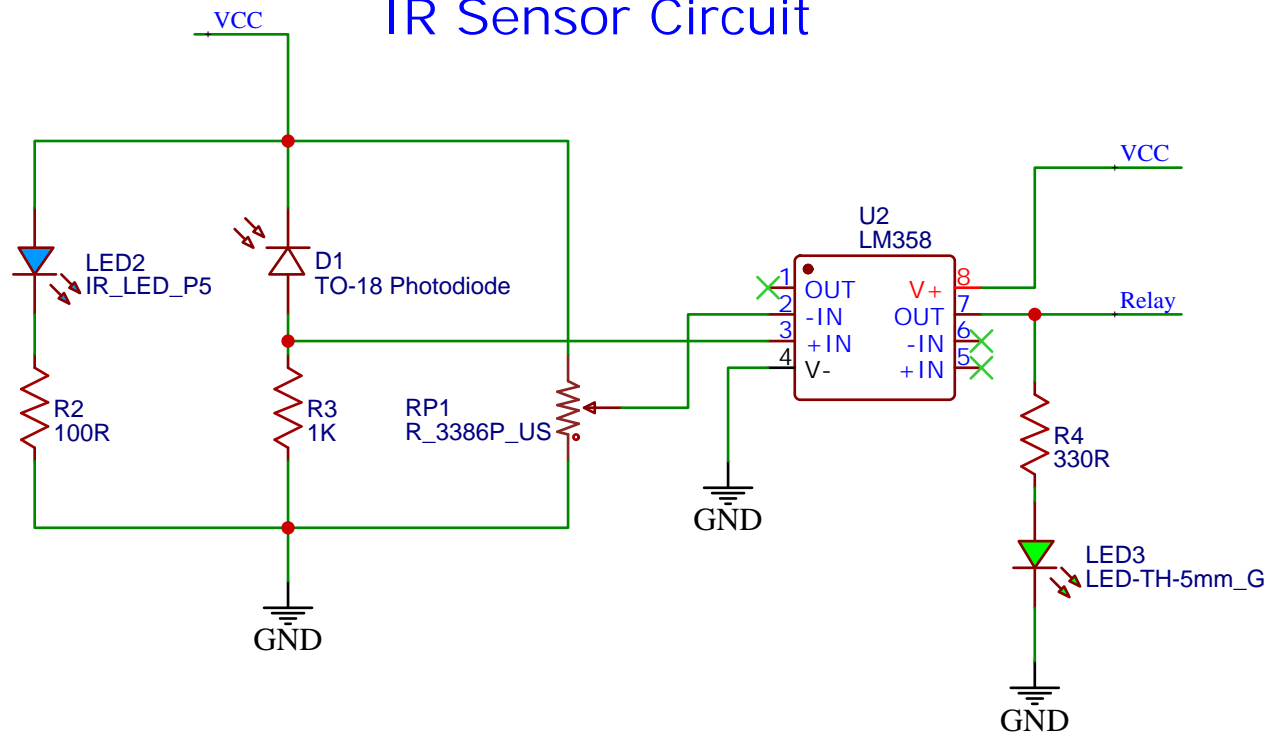 IR Sensor Circuit
VCC
LED2
IR_LED_P5
D1
TO-18 Photodiode
R2
100R
R3
1K
RP1
R_3386P_US
GND
U2
LM358
1
OUT
2
-IN
3
+IN
4
V-
8
V+
7
OUT
6
-IN
5
+IN
VCC
Relay
GND
R4
330R
LED3
LED-TH-5mm_G
GND